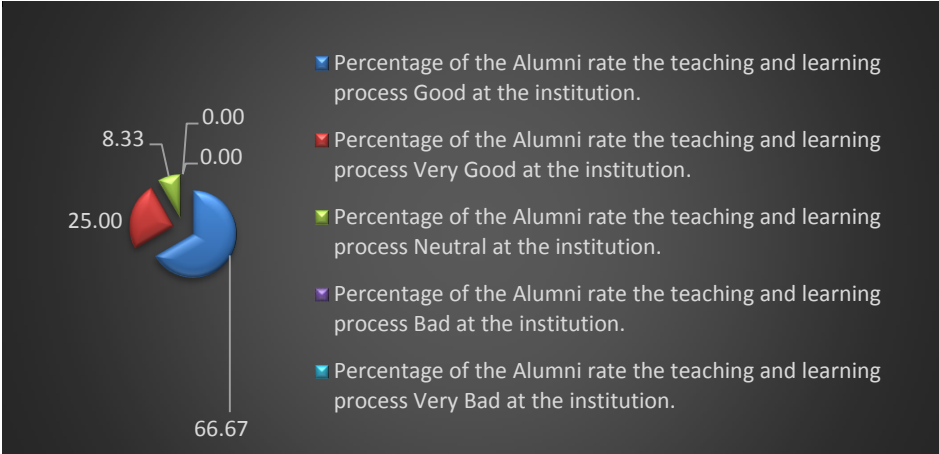 0.00
8.33
0.00
25.00
66.67
Percentage of the Alumni rate the teaching and learning
process Good at the institution.
Percentage of the Alumni rate the teaching and learning
process Very Good at the institution.
Percentage of the Alumni rate the teaching and learning
process Neutral at the institution.
Percentage of the Alumni rate the teaching and learning
process Bad at the institution.
Percentage of the Alumni rate the teaching and learning
process Very Bad at the institution.